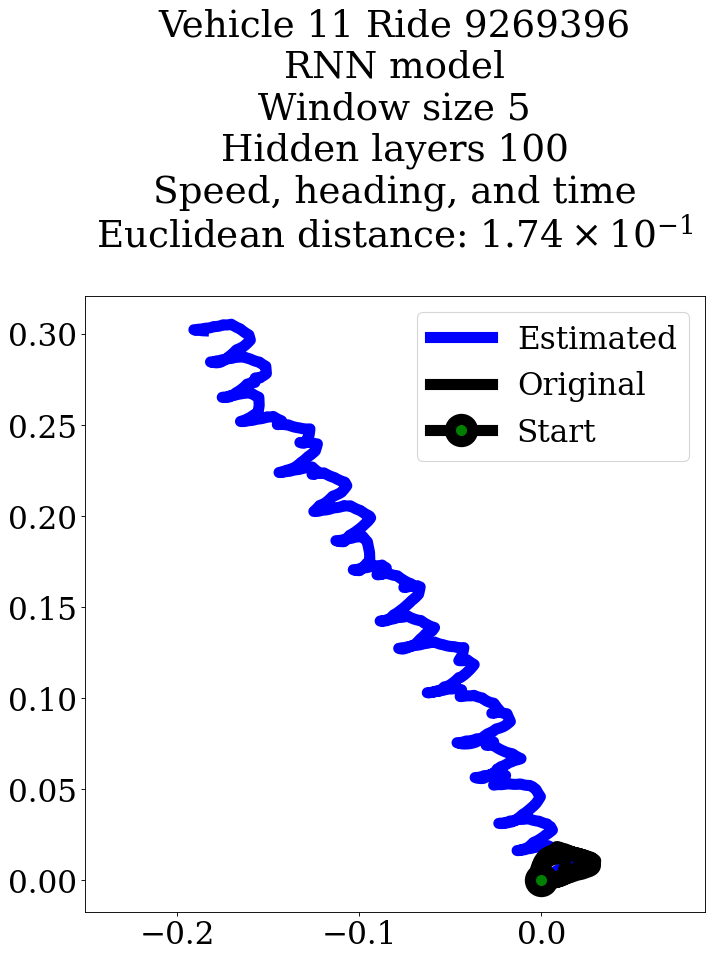 Vehicle 11 Ride 9269396
RNN model
Window size 5
Hidden layers 100
Speed, heading, and time
Euclidean distance: 1.74 × 10⁻¹
Estimated
Original
Start
0.30
0.25
0.20
0.15
0.10
0.05
0.00
−0.2 −0.1 0.0